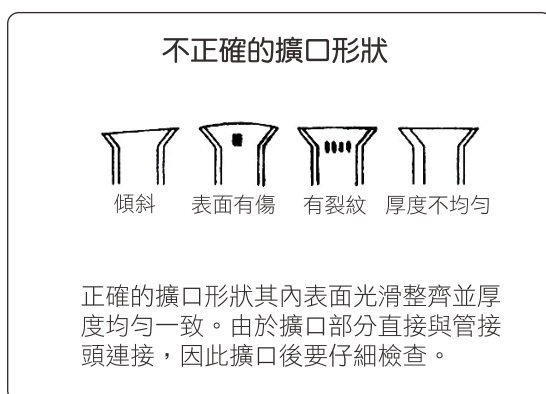 不正確的擴口形狀
傾斜 表面有傷 有裂紋 厚度不均勻
正確的擴口形狀其內表面光滑整齊並厚
度均勻一致。由於擴口部分直接與管接
頭連接，因此擴口後要仔細檢查。